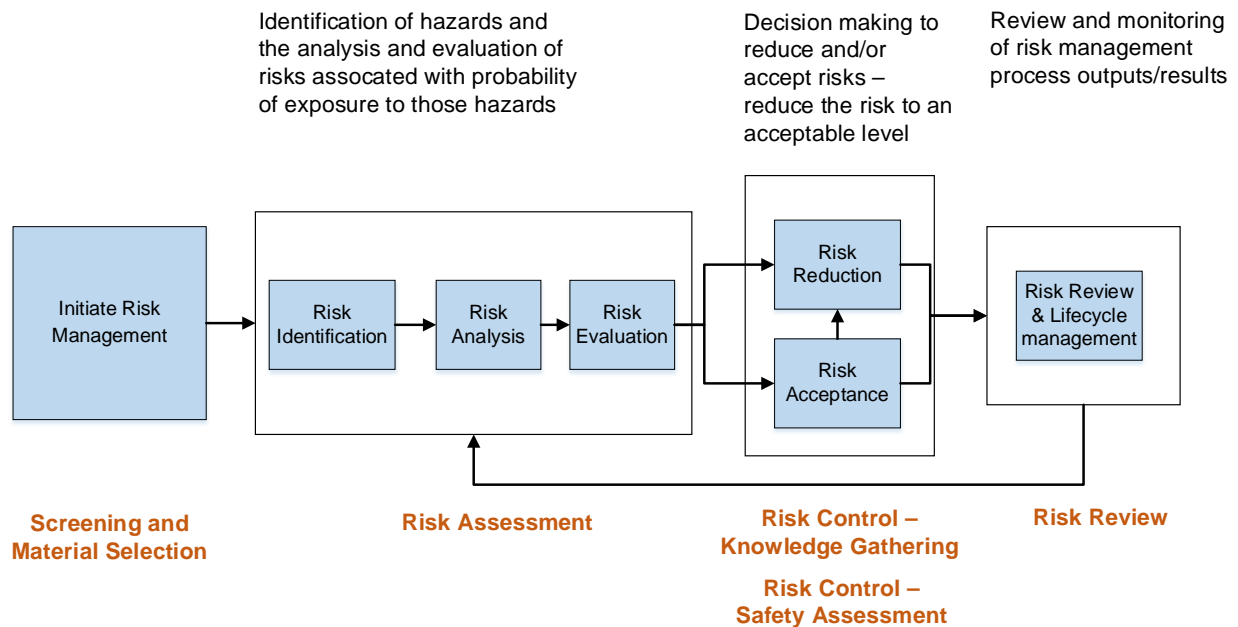 Identification of hazards and
the analysis and evaluation of
risks assocated with probability
of exposure to those hazards
Decision making to
reduce and/or
accept risks –
reduce the risk to an
acceptable level
Review and monitoring
of risk management
process outputs/results
Initiate Risk
Management
Risk
Identification
Risk
Analysis
Risk
Evaluation
Risk
Reduction
Risk
Acceptance
Risk Review
& Lifecycle
management
Screening and
Material Selection
Risk Assessment
Risk Control –
Knowledge Gathering
Risk Control –
Safety Assessment
Risk Review